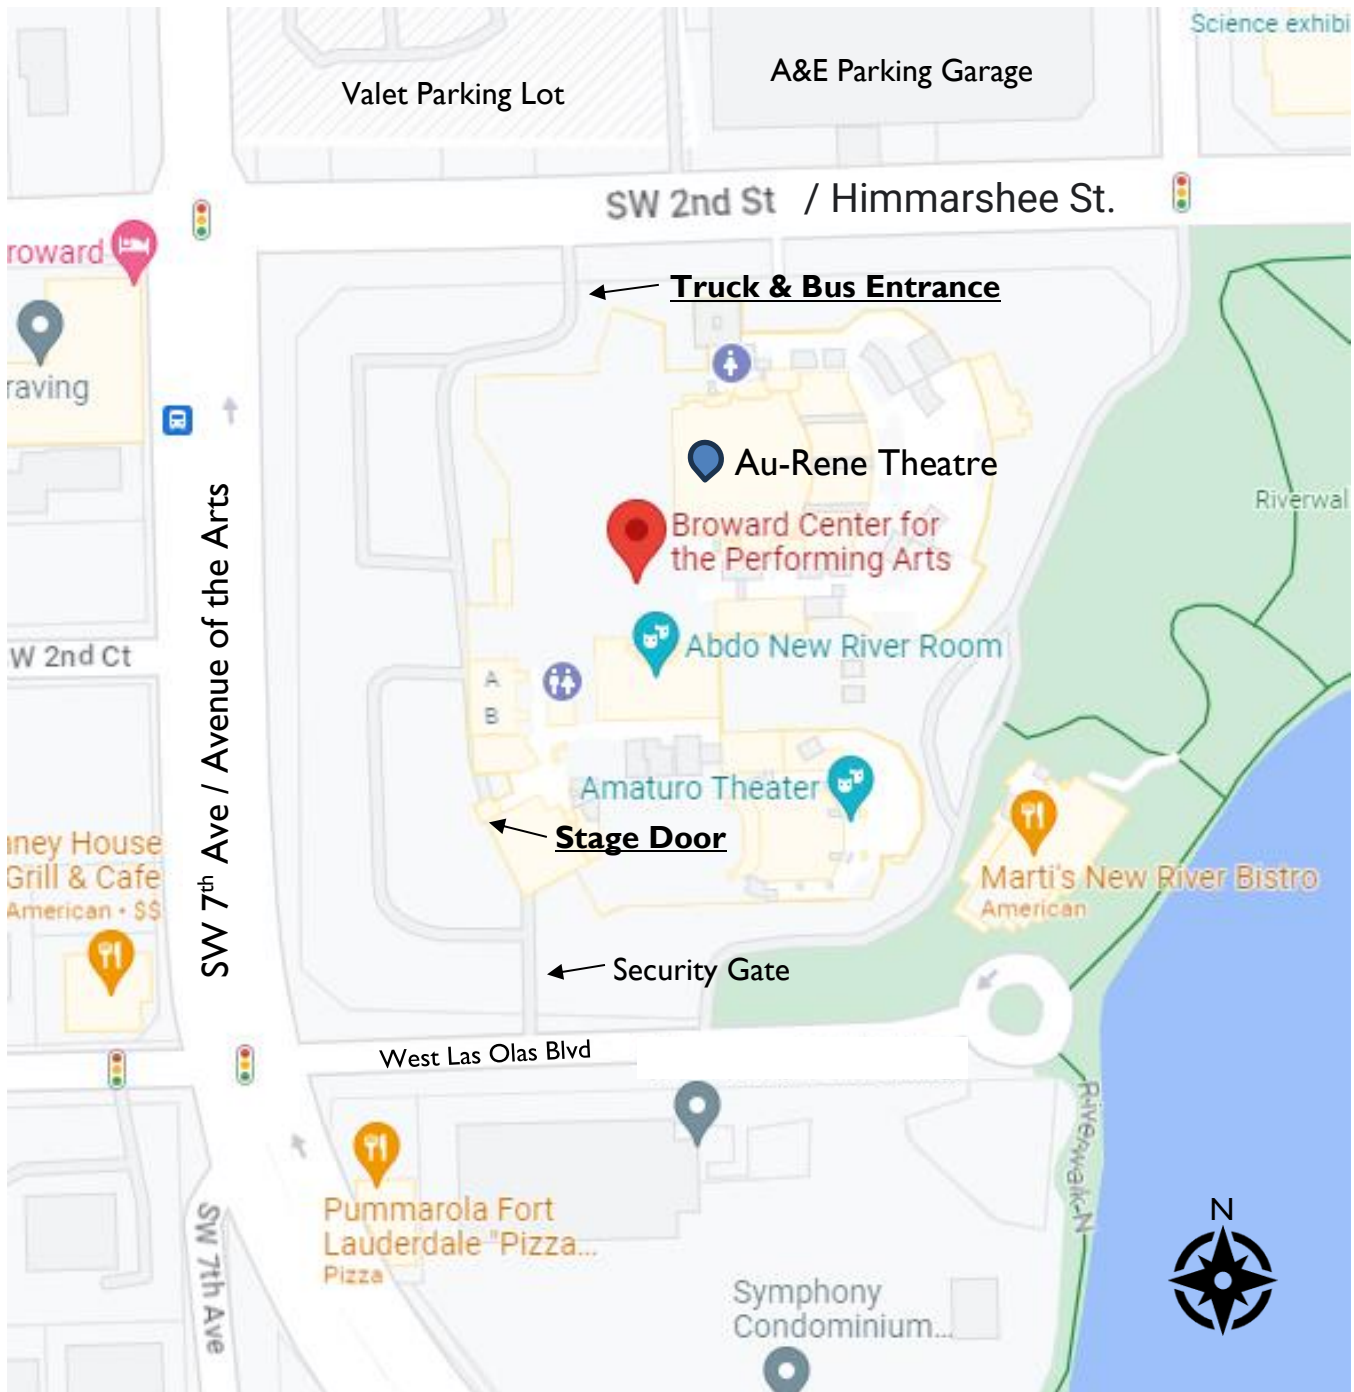 Science exhibi
Valet Parking Lot
A&E Parking Garage
SW 2nd St / Himmarshee St.
roward
Truck & Bus Entrance
raving
Au-Rene Theatre
Broward Center for
the Performing Arts
Riverwal
SW 7th Ave / Avenue of the Arts
W 2nd Ct
Abdo New River Room
A
B
Amaturo Theater
Stage Door
ney House
Grill & Cafe
American • $$
Marti's New River Bistro
American
Security Gate
West Las Olas Blvd
Riverwalk-N
Pummarola Fort
Lauderdale "Pizza...
Pizza
SW 7th Ave
N
Symphony
Condominium...